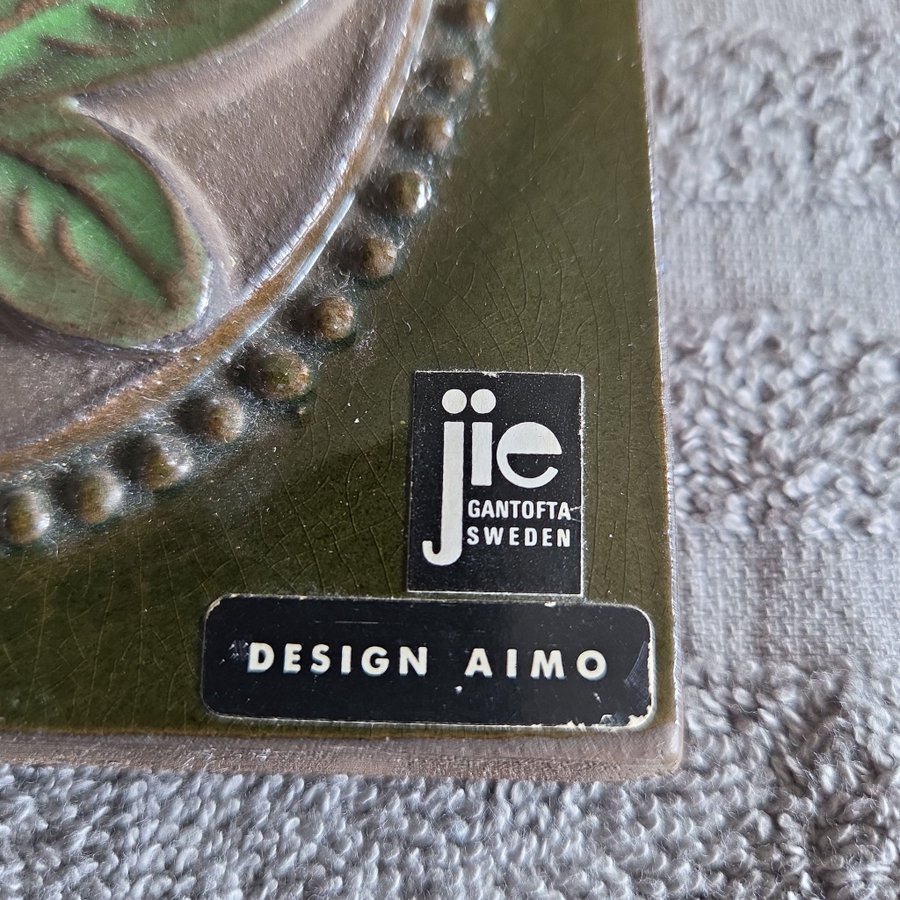 jie
GANTOFTA
SWEDEN
DESIGN AIMO